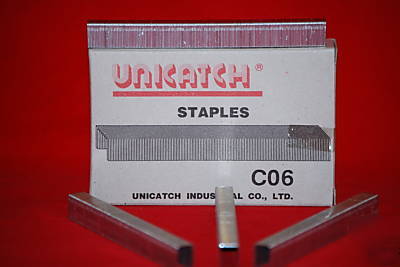 UNICATCH®
STAPLES
C06
UNICATCH INDUSTRIAL CO., LTD.